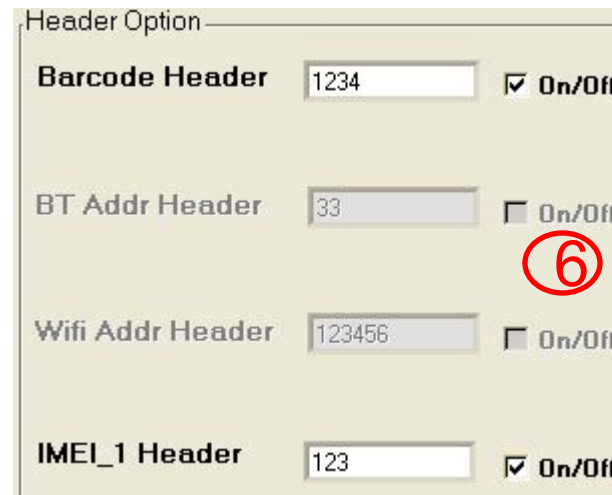 Header Option
Barcode Header 1234 On/Off
BT Addr Header 33 On/Off
6
Wifi Addr Header 123456 On/Off
IMEI_1 Header 123 On/Off